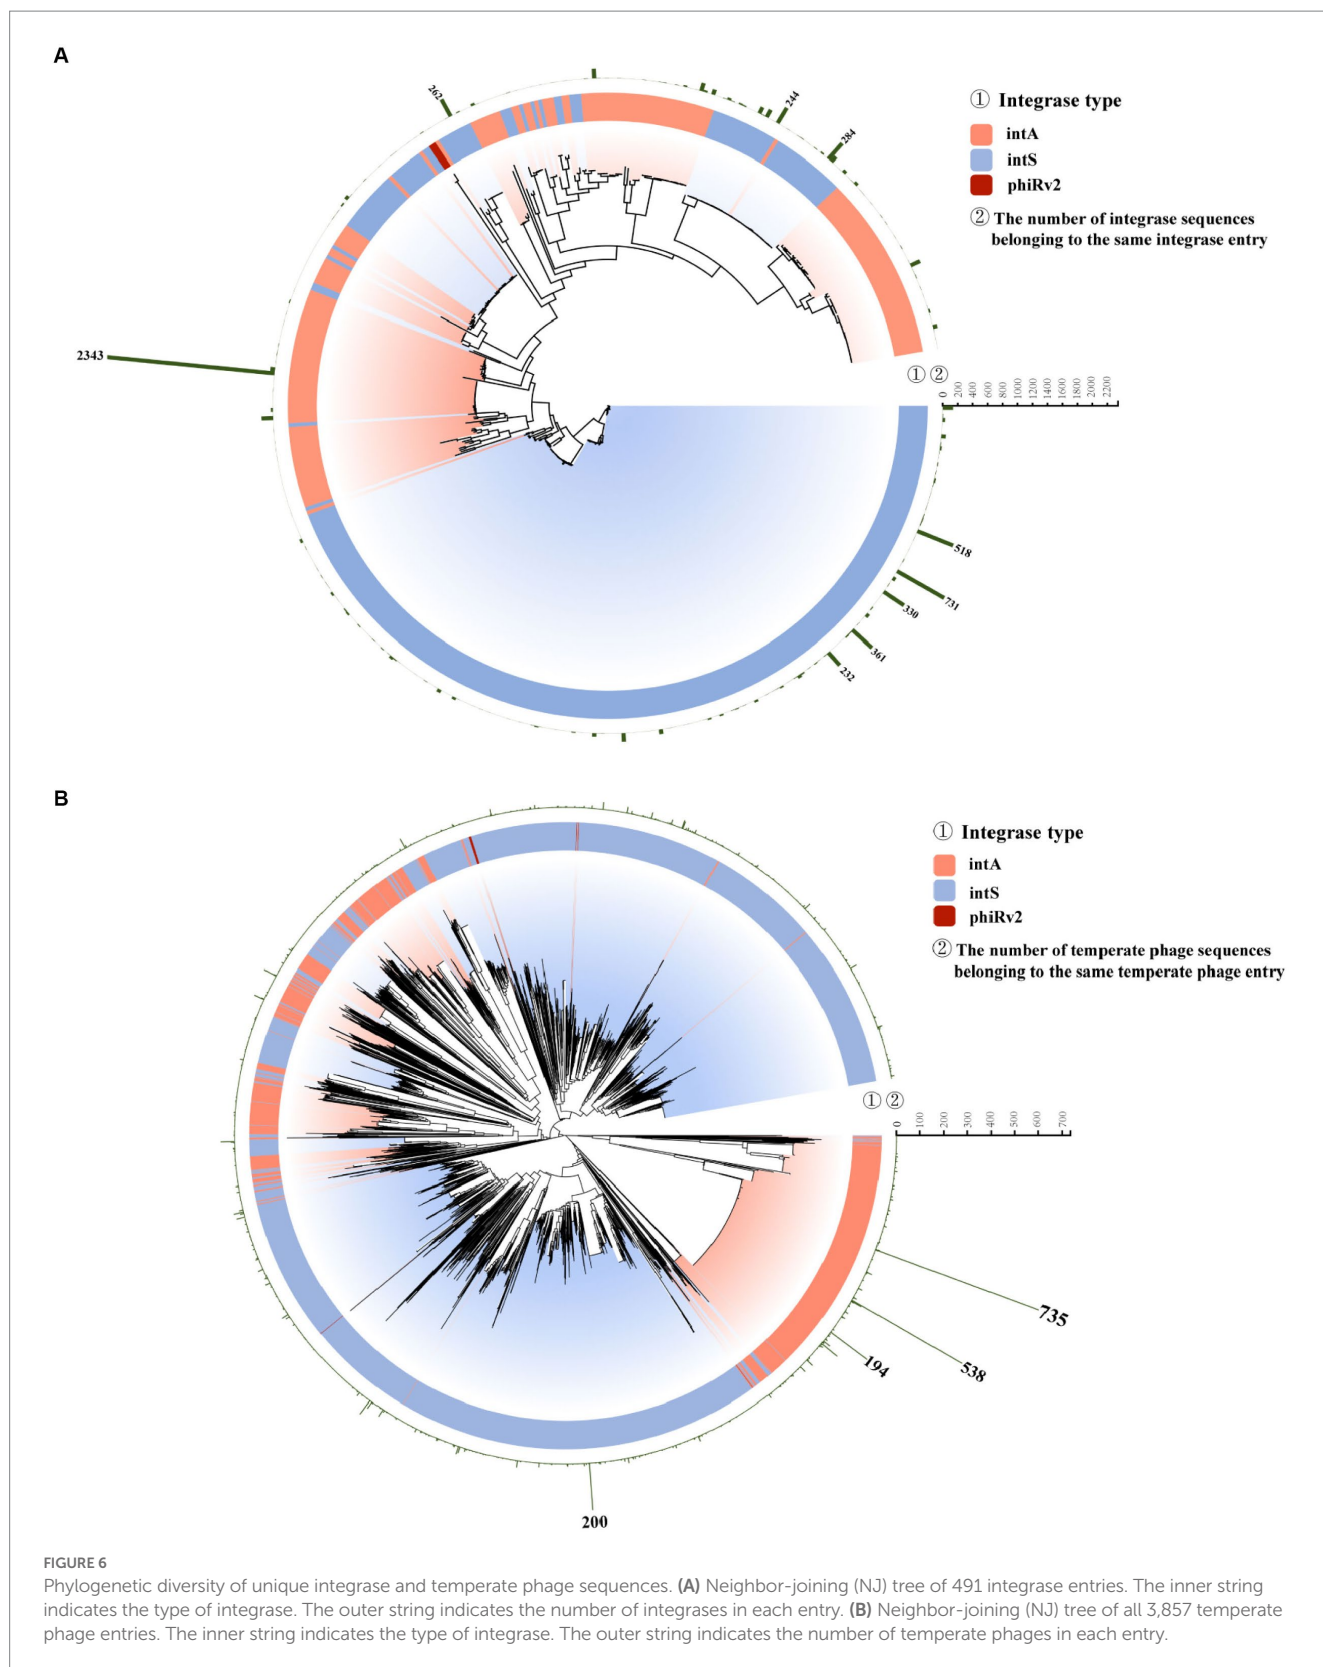 A
262
244
284
① Integrase type
intA
intS
phiRv2
② The number of integrase sequences
belonging to the same integrase entry
2343
① ②
0 200 400 600 800 1000 1200 1400 1600 1800 2000 2200
518
731
330
361
232
B
① Integrase type
intA
intS
phiRv2
② The number of temperate phage sequences
belonging to the same temperate phage entry
① ②
0 100 200 300 400 500 600 700
735
538
194
200
FIGURE 6
Phylogenetic diversity of unique integrase and temperate phage sequences. (A) Neighbor-joining (NJ) tree of 491 integrase entries. The inner string
indicates the type of integrase. The outer string indicates the number of integrases in each entry. (B) Neighbor-joining (NJ) tree of all 3,857 temperate
phage entries. The inner string indicates the type of integrase. The outer string indicates the number of temperate phages in each entry.